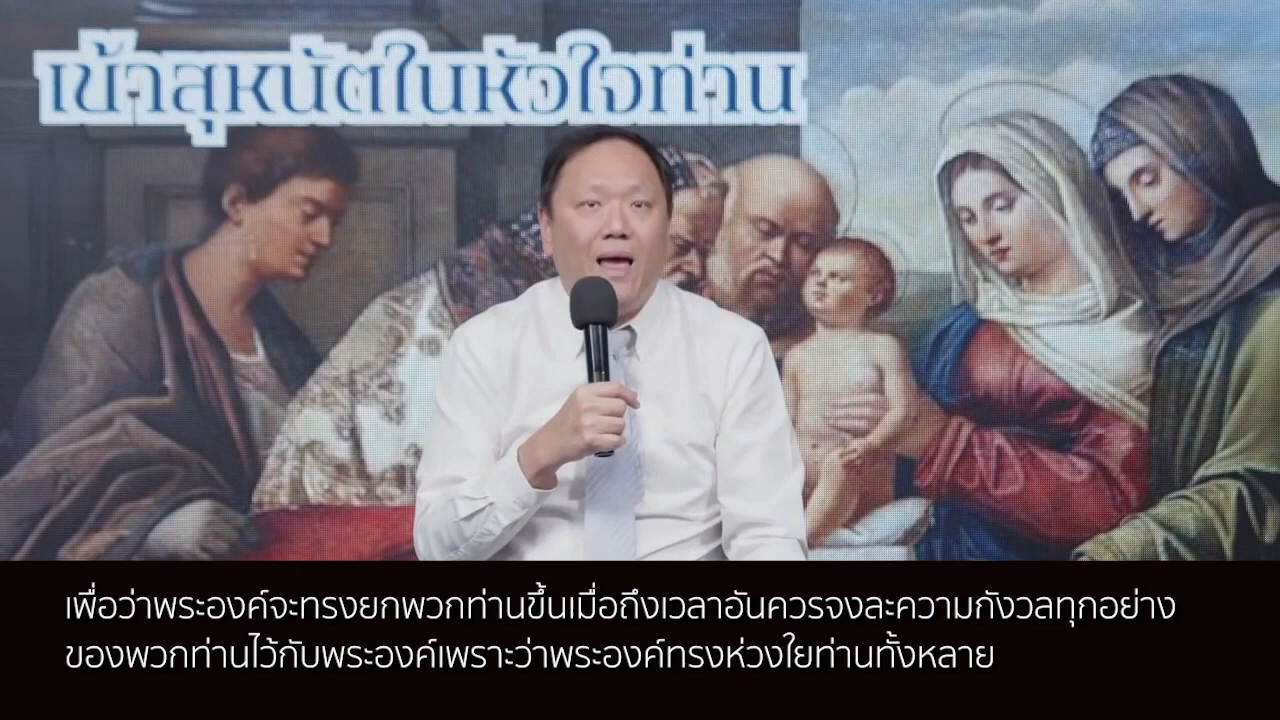 เข้าสุหนัตในหัวใจท่าน
เพื่อว่าพระองค์จะทรงยกพวกท่านขึ้นเมื่อถึงเวลาอันควรจงละความกังวลทุกอย่าง
ของพวกท่านไว้กับพระองค์เพราะว่าพระองค์ทรงห่วงใยท่านทั้งหลาย